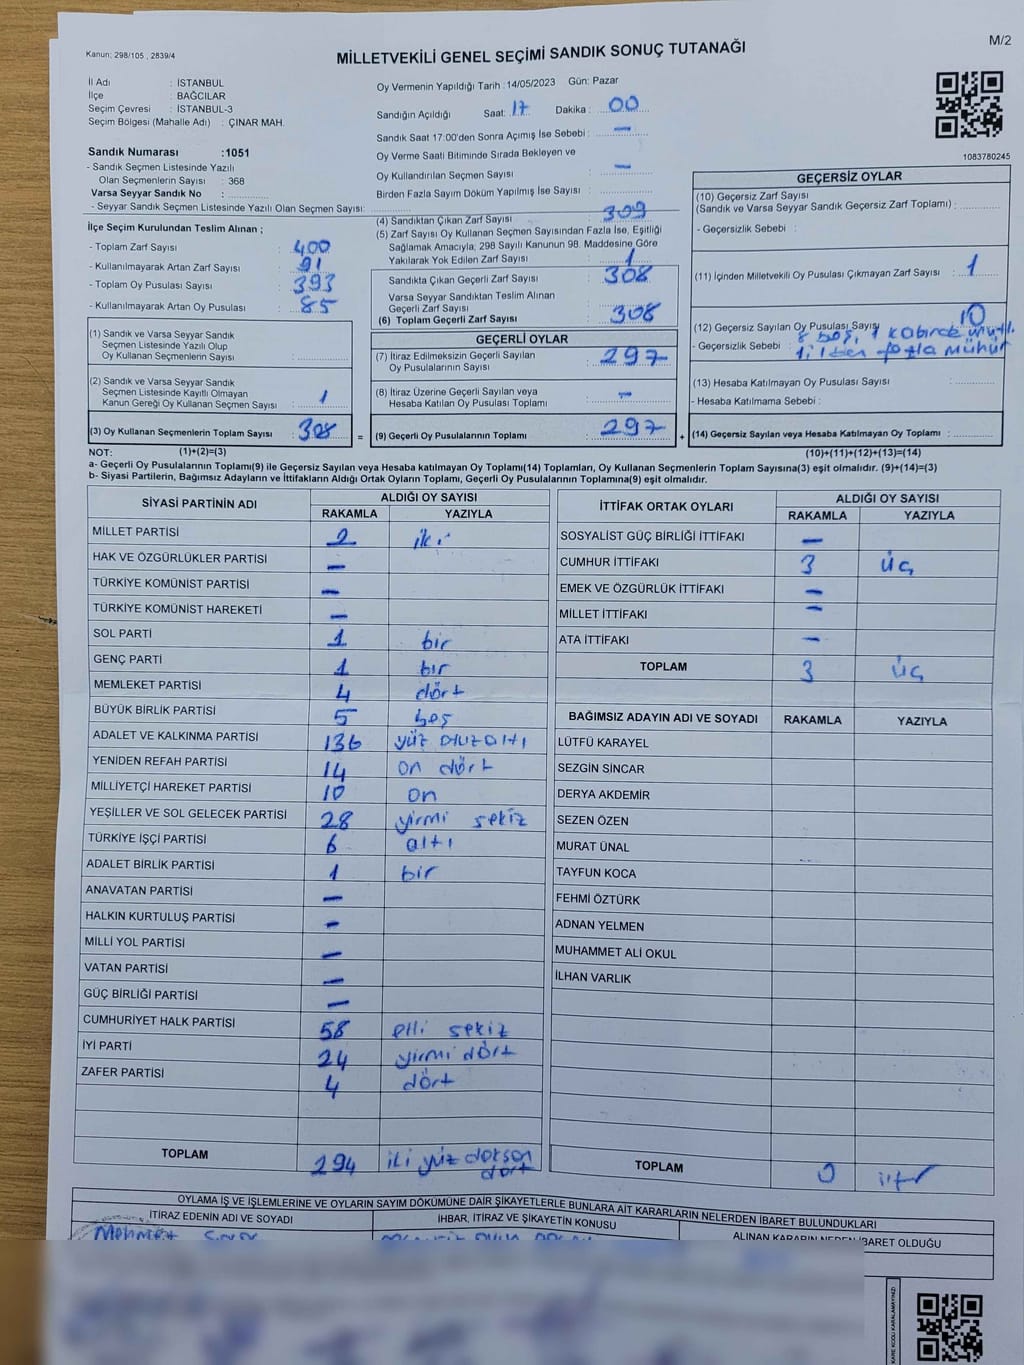 Kanun: 298/105 , 2839/4
MİLLETVEKİLİ GENEL SEÇİMİ SANDIK SONUÇ TUTANAĞI
M/2
İl Adı : İSTANBUL
İlçe : BAĞCILAR
Seçim Çevresi : İSTANBUL-3
Seçim Bölgesi (Mahalle Adı) : ÇINAR MAH.
Oy Vermenin Yapıldığı Tarih : 14/05/2023 Gün: Pazar
Sandığın Açıldığı Saat: 17 Dakika : 00
Sandık Saat 17:00'den Sonra Açımış İse Sebebi : —
Oy Verme Saati Bitiminde Sırada Bekleyen ve
Oy Kullandırılan Seçmen Sayısı : —
Birden Fazla Sayım Döküm Yapılmış İse Sayısı :
1083780245
Sandık Numarası :1051
- Sandık Seçmen Listesinde Yazılı
Olan Seçmenlerin Sayısı : 368
Varsa Seyyar Sandık No :
- Seyyar Sandık Seçmen Listesinde Yazılı Olan Seçmen Sayısı:
İlçe Seçim Kurulundan Teslim Alınan ;
- Toplam Zarf Sayısı : 400
- Kullanılmayarak Artan Zarf Sayısı : 91
- Toplam Oy Pusulası Sayısı : 393
- Kullanılmayarak Artan Oy Pusulası : 85
(4) Sandıktan Çıkan Zarf Sayısı : 309
(5) Zarf Sayısı Oy Kullanan Seçmen Sayısından Fazla İse, Eşitliği
Sağlamak Amacıyla, 298 Sayılı Kanunun 98. Maddesine Göre
Yakılarak Yok Edilen Zarf Sayısı : 1
Sandıkta Çıkan Geçerli Zarf Sayısı : 308
Varsa Seyyar Sandıktan Teslim Alınan
Geçerli Zarf Sayısı :
(6) Toplam Geçerli Zarf Sayısı : 308
GEÇERSİZ OYLAR
(10) Geçersiz Zarf Sayısı
(Sandık ve Varsa Seyyar Sandık Geçersiz Zarf Toplamı) :
- Geçersizlik Sebebi :
(11) İçinden Milletvekili Oy Pusulası Çıkmayan Zarf Sayısı : 1
(12) Geçersiz Sayılan Oy Pusulası Sayısı 10
- Geçersizlik Sebebi : 8 boş, 1
1'den fazla mühür
(13) Hesaba Katılmayan Oy Pusulası Sayısı :
- Hesaba Katılmama Sebebi :
(1) Sandık ve Varsa Seyyar Sandık
Seçmen Listesinde Yazılı Olup
Oy Kullanan Seçmen Sayısı :
(2) Sandık ve Varsa Seyyar Sandık
Seçmen Listesinde Kayıtlı Olmayan
Kanun Gereği Oy Kullanan Seçmen Sayısı : 1
(3) Oy Kullanan Seçmenlerin Toplam Sayısı : 308 =
GEÇERLİ OYLAR
(7) İtiraz Edilmeksizin Geçerli Sayılan
Oy Pusulalarının Sayısı : 297
(8) İtiraz Üzerine Geçerli Sayılan veya
Hesaba Katılan Oy Pusulası Toplamı : —
(9) Geçerli Oy Pusulalarının Toplamı : 297 +
(14) Geçersiz Sayılan veya Hesaba Katılmayan Oy Toplamı :
NOT: (1)+(2)=(3) (10)+(11)+(12)+(13)=(14)
a- Geçerli Oy Pusulalarının Toplamı(9) ile Geçersiz Sayılan veya Hesaba katılmayan Oy Toplamı(14) Toplamları, Oy Kullanan Seçmenlerin Toplam Sayısına(3) eşit olmalıdır. (9)+(14)=(3)
b- Siyasi Partilerin, Bağımsız Adayların ve İttifakların Aldığı Ortak Oyların Toplamı, Geçerli Oy Pusulalarının Toplamına(9) eşit olmalıdır.
SİYASİ PARTİNİN ADI ALDIĞI OY SAYISI
RAKAMLA YAZIYLA
MİLLET PARTİSİ 2 iki
HAK VE ÖZGÜRLÜKLER PARTİSİ —
TÜRKİYE KOMÜNİST PARTİSİ —
TÜRKİYE KOMÜNİST HAREKETİ —
SOL PARTİ 1 bir
GENÇ PARTİ 1 bir
MEMLEKET PARTİSİ 4 dört
BÜYÜK BİRLİK PARTİSİ 5 beş
ADALET VE KALKINMA PARTİSİ 136 yüz otuzaltı
YENİDEN REFAH PARTİSİ 14 on dört
MİLLİYETÇİ HAREKET PARTİSİ 10 on
YEŞİLLER VE SOL GELECEK PARTİSİ 28 yirmi sekiz
TÜRKİYE İŞÇİ PARTİSİ 6 altı
ADALET BİRLİK PARTİSİ 1 bir
ANAVATAN PARTİSİ —
HALKIN KURTULUŞ PARTİSİ —
MİLLİ YOL PARTİSİ —
VATAN PARTİSİ —
GÜÇ BİRLİĞİ PARTİSİ —
CUMHURİYET HALK PARTİSİ 58 elli sekiz
İYİ PARTİ 24 yirmi dört
ZAFER PARTİSİ 4 dört
TOPLAM 294 iki yüz doksan
dört
İTTİFAK ORTAK OYLARI ALDIĞI OY SAYISI
RAKAMLA YAZIYLA
SOSYALİST GÜÇ BİRLİĞİ İTTİFAKI —
CUMHUR İTTİFAKI 3 üç
EMEK VE ÖZGÜRLÜK İTTİFAKI —
MİLLET İTTİFAKI —
ATA İTTİFAKI —
TOPLAM 3 üç
BAĞIMSIZ ADAYIN ADI VE SOYADI RAKAMLA YAZIYLA
LÜTFÜ KARAYEL
SEZGİN SİNCAR
DERYA AKDEMİR
SEZEN ÖZEN
MURAT ÜNAL
TAYFUN KOCA
FEHMİ ÖZTÜRK
ADNAN YELMEN
MUHAMMET ALİ OKUL
İLHAN VARLIK
TOPLAM 0
OYLAMA İŞ VE İŞLEMLERİNE VE OYLARIN SAYIM DÖKÜMÜNE DAİR ŞİKAYETLERLE BUNLARA AİT KARARLARIN NELERDEN İBARET BULUNDUKLARI
İTİRAZ EDENİN ADI VE SOYADI
İHBAR, İTİRAZ VE ŞİKAYETİN KONUSU
ALINAN KARARIN NEDEN İBARET OLDUĞU